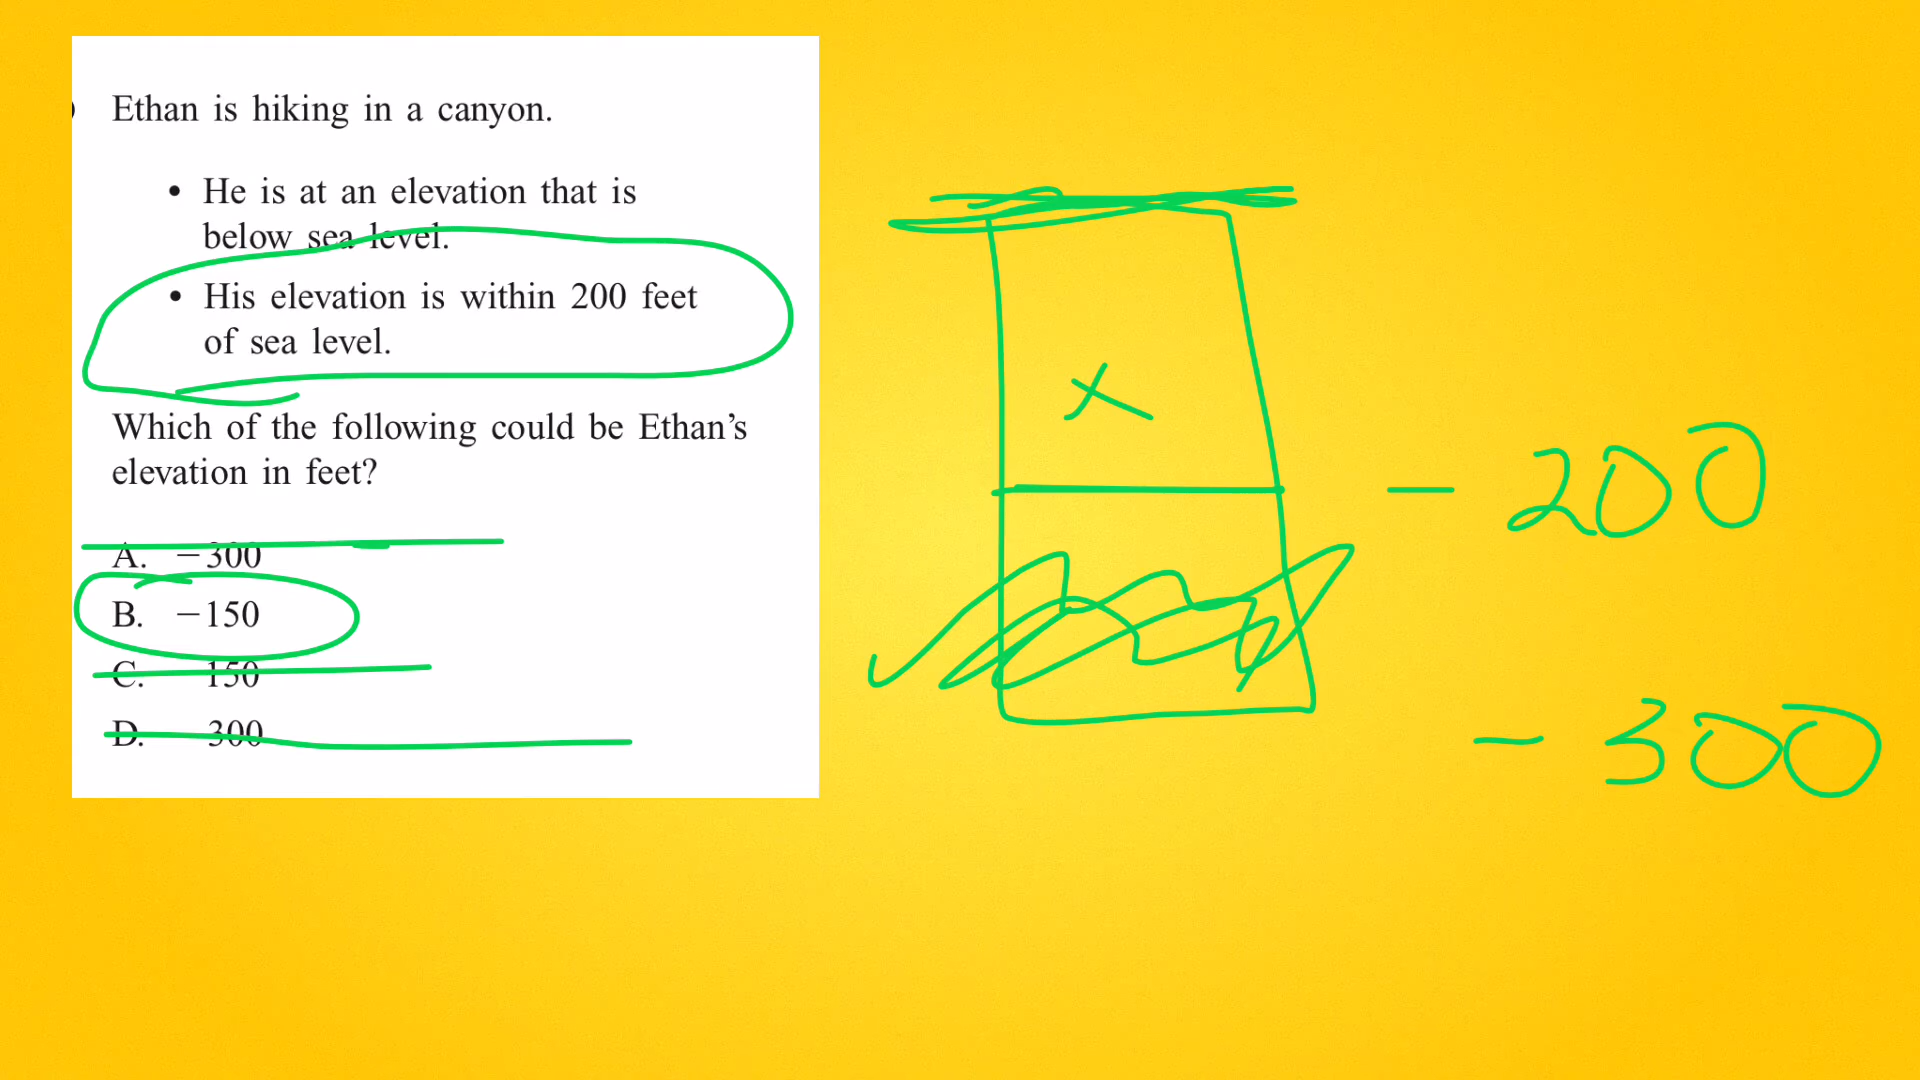 Ethan is hiking in a canyon.
• He is at an elevation that is
below sea level.
• His elevation is within 200 feet
of sea level.
Which of the following could be Ethan's
elevation in feet?
A. −300
B. −150
C. 150
D. 300
- 200
- 300